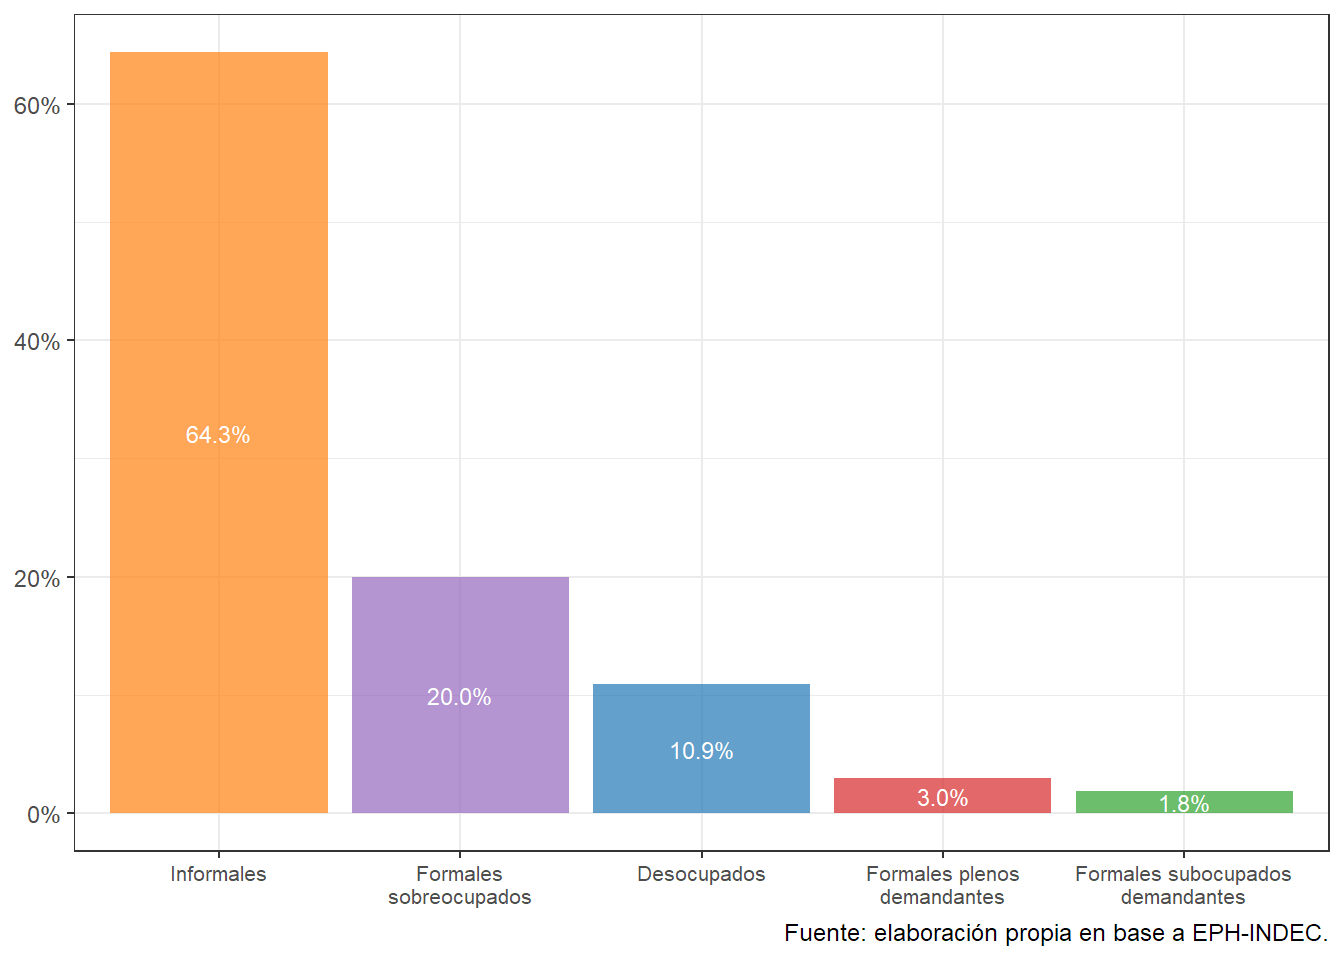 60%
40%
20%
0%
64.3%
20.0%
10.9%
3.0%
1.8%
Informales
Formales
sobreocupados
Desocupados
Formales plenos
demandantes
Formales subocupados
demandantes
Fuente: elaboración propia en base a EPH-INDEC.